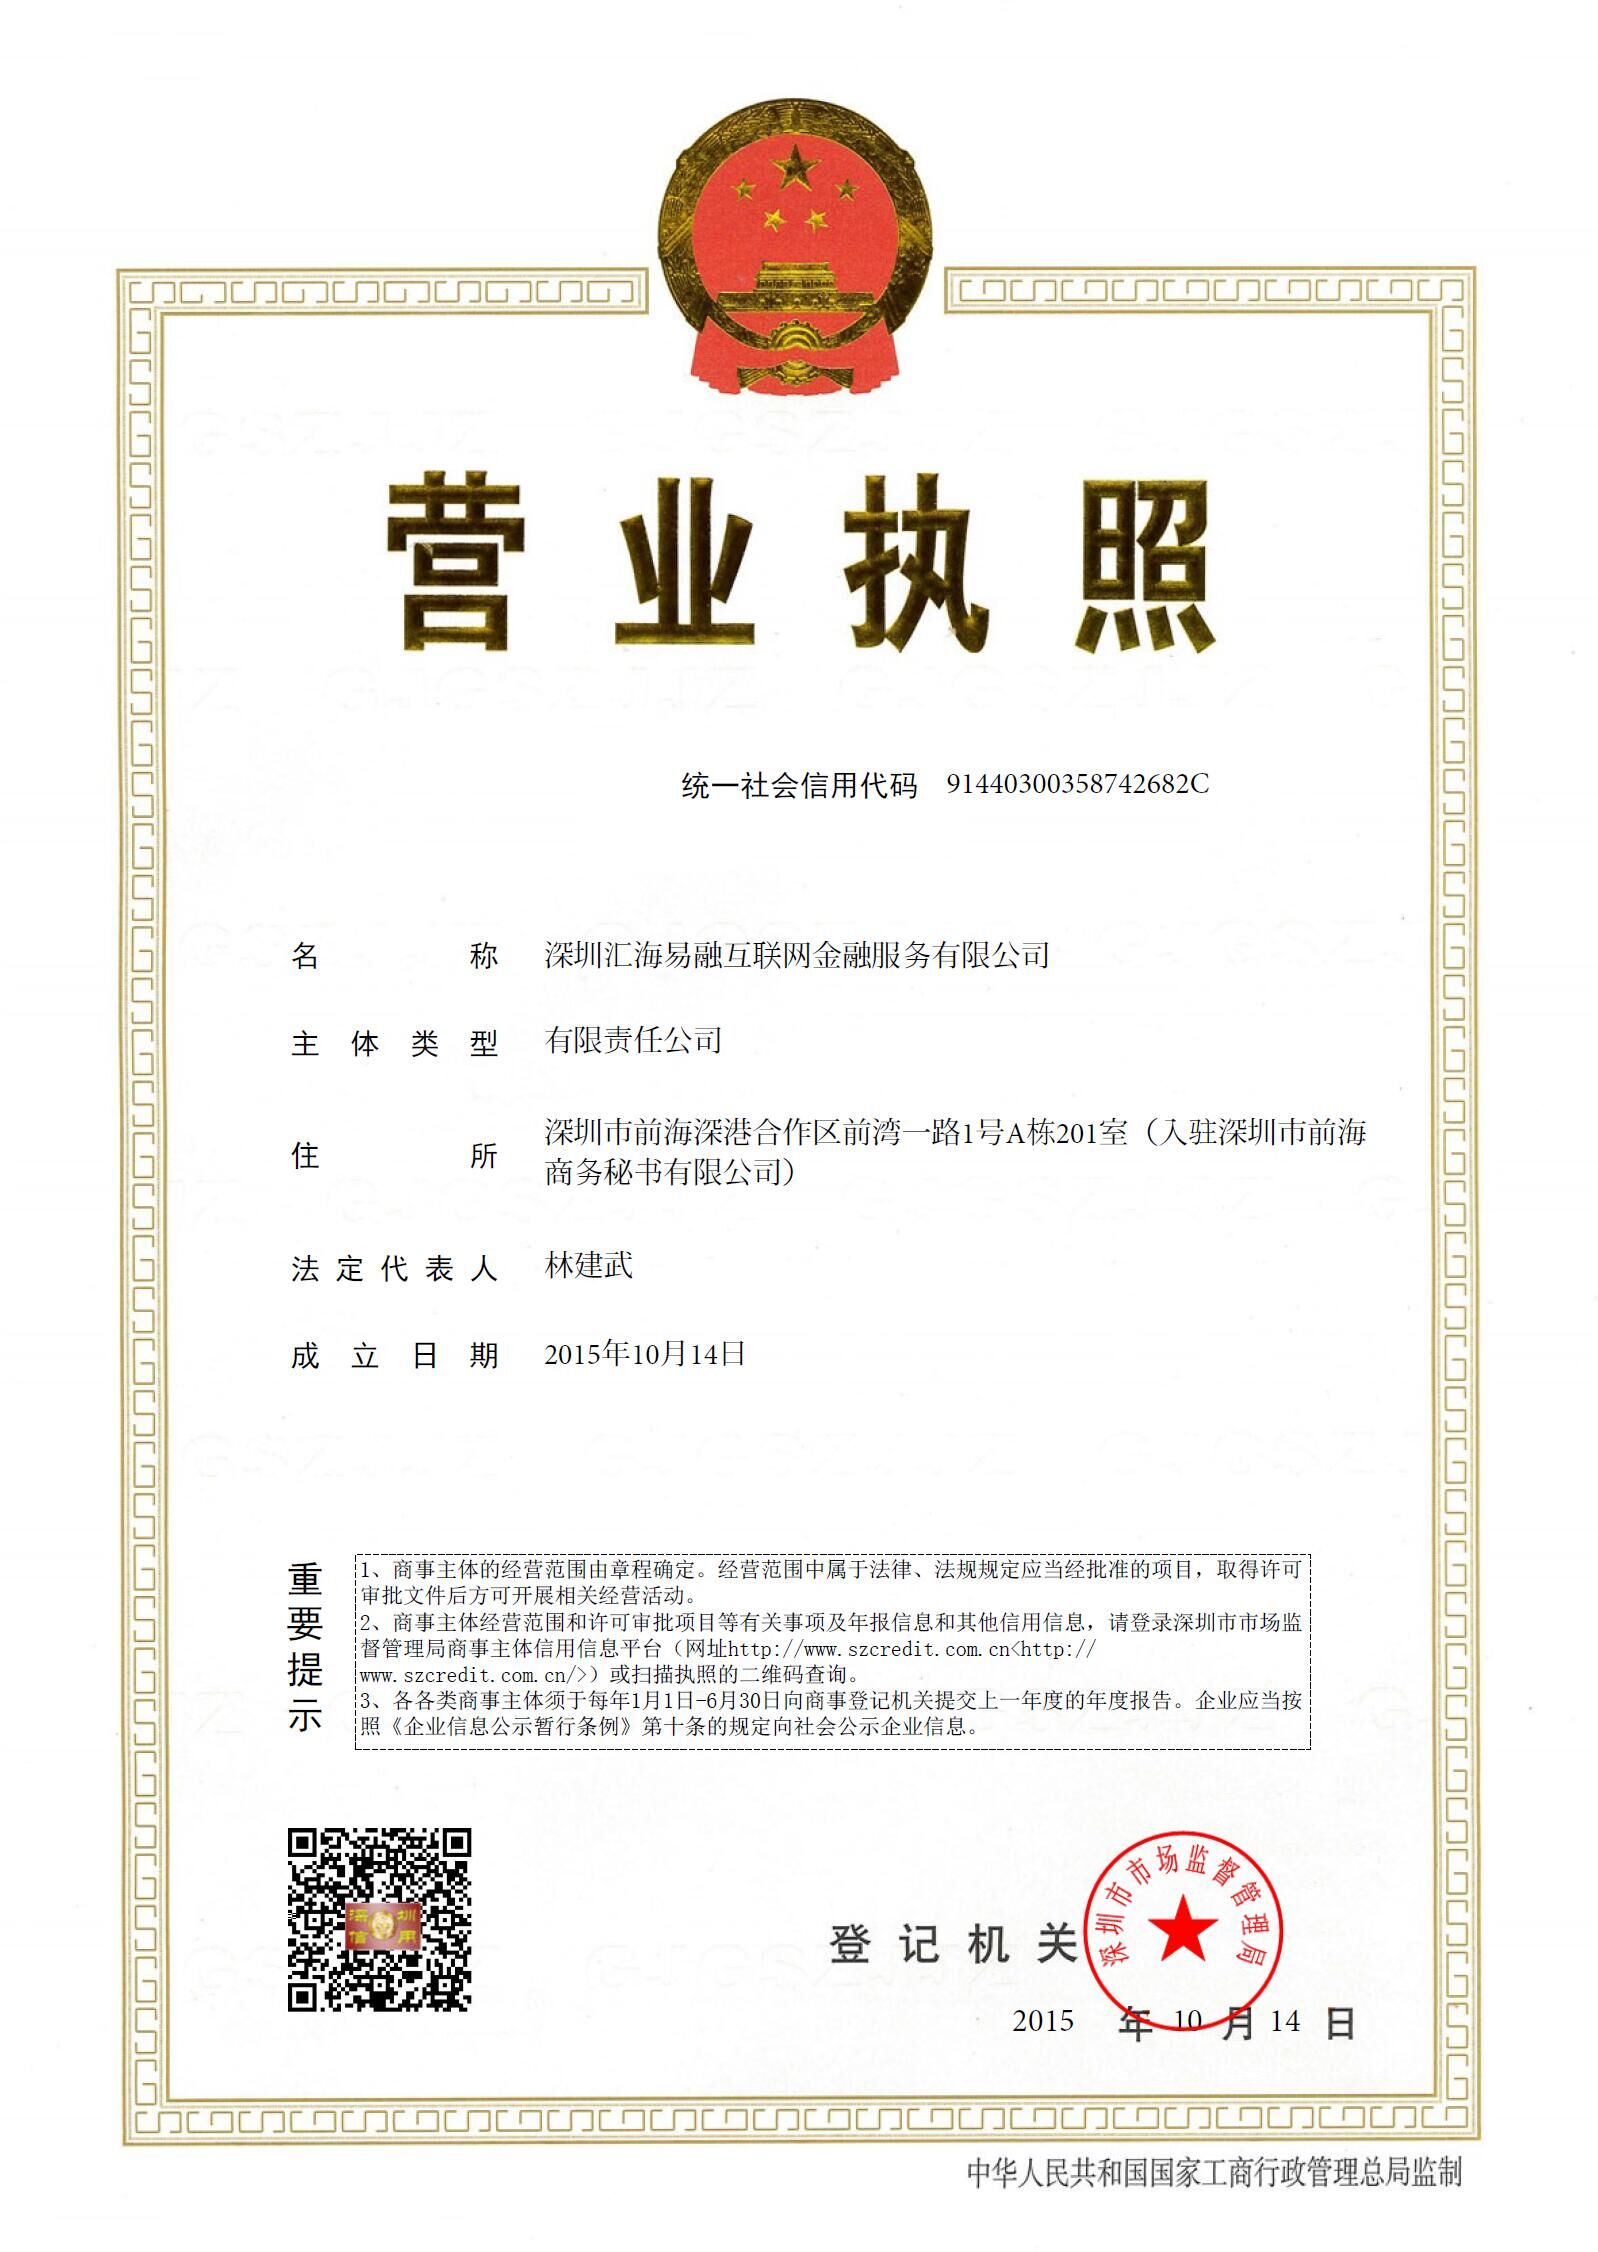 营业执照
统一社会信用代码 91440300358742682C
名称 深圳汇海易融互联网金融服务有限公司
主体类型 有限责任公司
住所 深圳市前海深港合作区前湾一路1号A栋201室（入驻深圳市前海
商务秘书有限公司）
法定代表人 林建武
成立日期 2015年10月14日
重要提示
1、商事主体的经营范围由章程确定。经营范围中属于法律、法规规定应当经批准的项目，取得许可
审批文件后方可开展相关经营活动。
2、商事主体经营范围和许可审批项目等有关事项及年报信息和其他信用信息，请登录深圳市市场监
督管理局商事主体信用信息平台（网址http://www.szcredit.com.cn<http://
www.szcredit.com.cn/>）或扫描执照的二维码查询。
3、各各类商事主体须于每年1月1日-6月30日向商事登记机关提交上一年度的年度报告。企业应当按
照《企业信息公示暂行条例》第十条的规定向社会公示企业信息。
深圳
信用
登记机关
深圳市市场监督管理局
2015 年 10 月 14 日
中华人民共和国国家工商行政管理总局监制